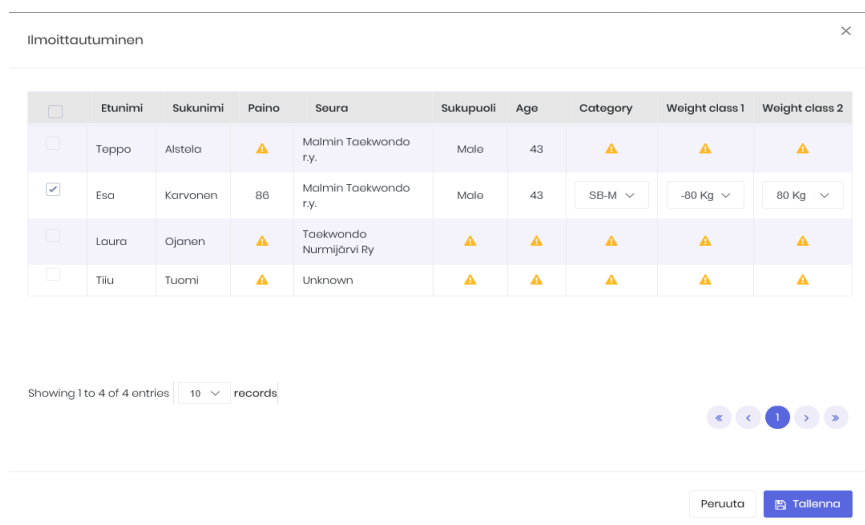 Ilmoittautuminen
Etunimi Sukunimi Paino Seura Sukupuoli Age Category Weight class 1 Weight class 2
Teppo Alstela Malmin Taekwondo r.y. Male 43
Esa Karvonen 86 Malmin Taekwondo r.y. Male 43 SB-M -80 Kg 80 Kg
Laura Ojanen Taekwondo Nurmijärvi Ry
Tiiu Tuomi Unknown
Showing 1 to 4 of 4 entries 10 records
« ‹ 1 › »
Peruuta Tallenna